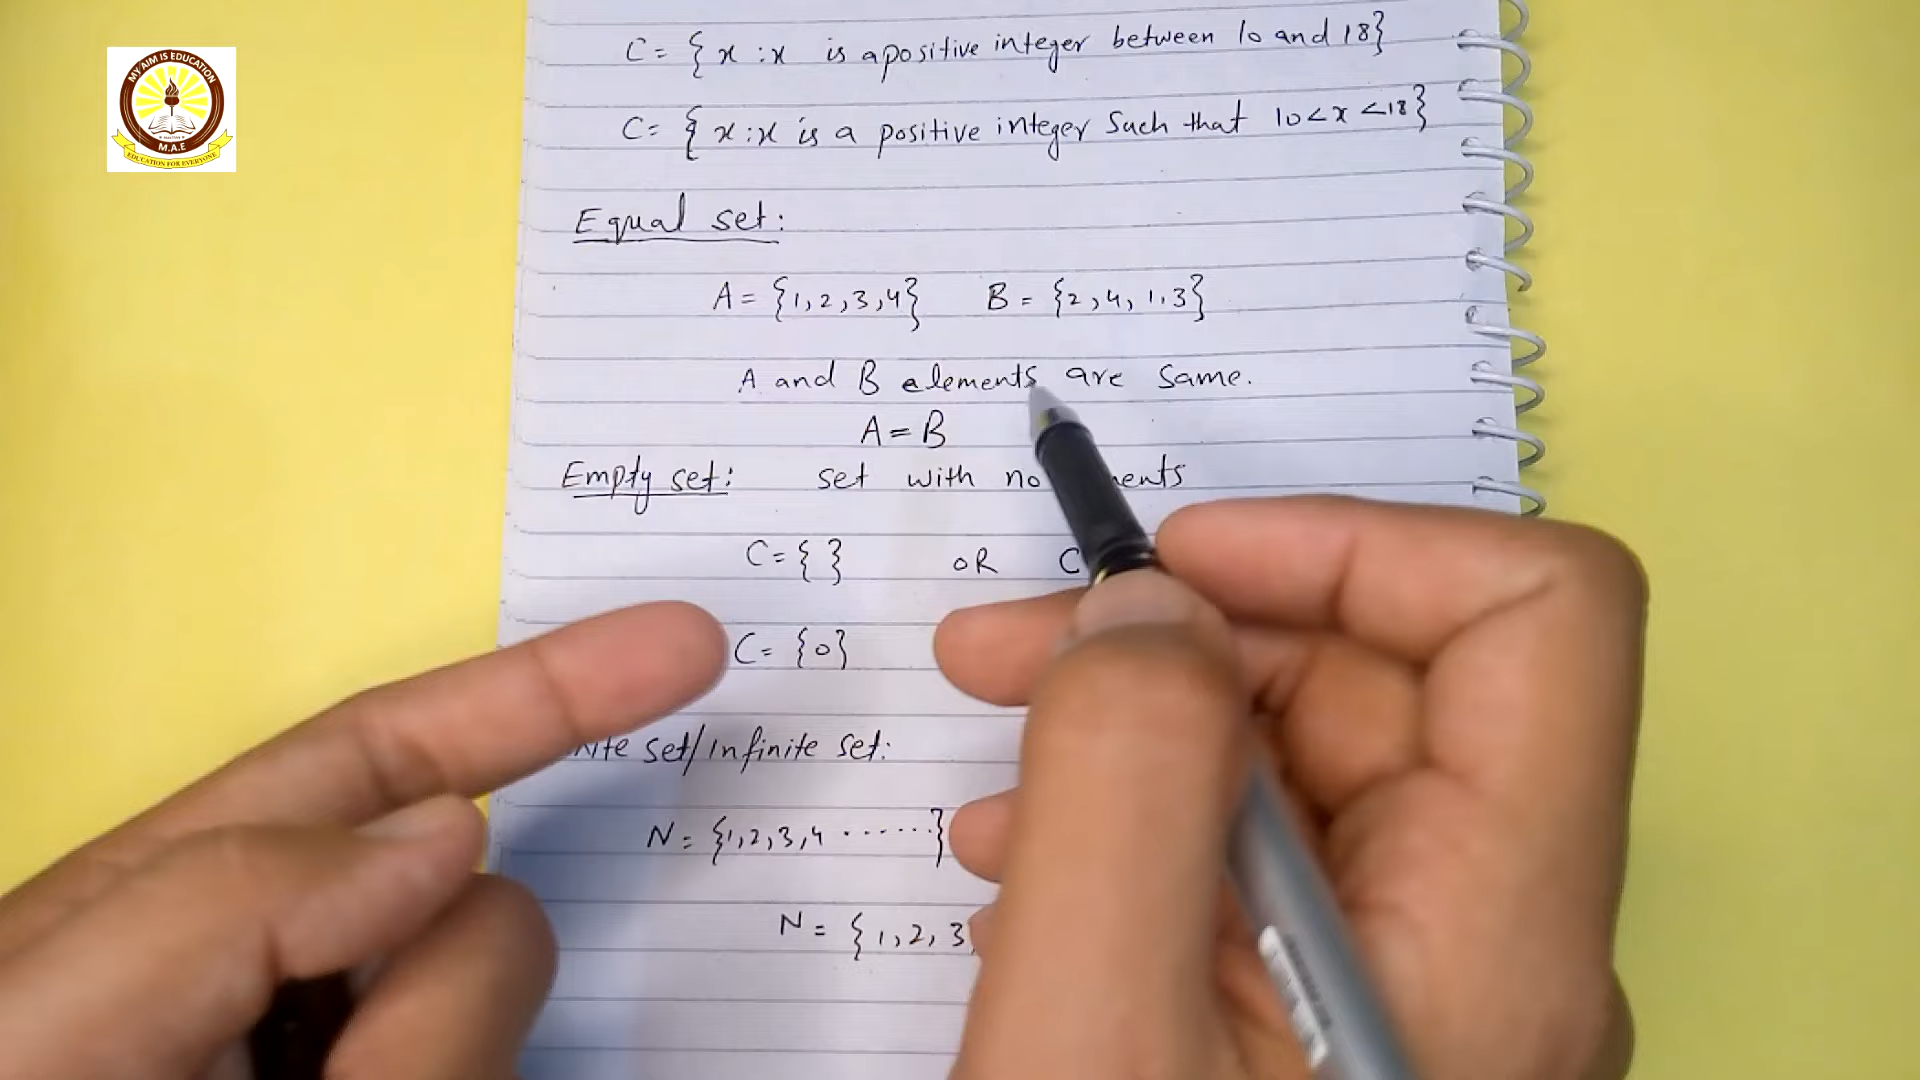 C = { x : x is a positive integer between 10 and 18}
C = { x : x is a positive integer such that 10 < x < 18}
MY AIM IS EDUCATION
M.A.E
EDUCATION FOR EVERYONE
Equal set:
A = {1, 2, 3, 4} B = {2, 4, 1, 3}
A and B elements are same.
A = B
Empty set: set with no
C = { } OR C
C = {0}
set/infinite set:
N = {1, 2, 3, 4 .......}
N = {1, 2, 3